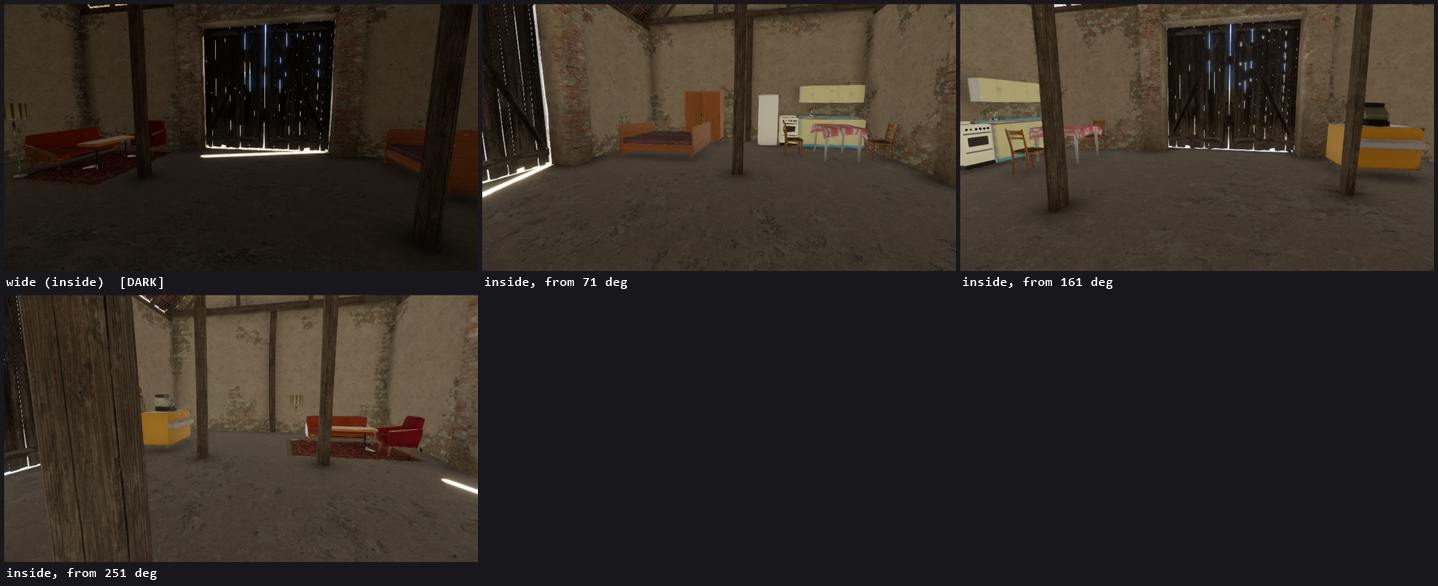 wide (inside)  [DARK]
inside, from 71 deg
inside, from 161 deg
inside, from 251 deg